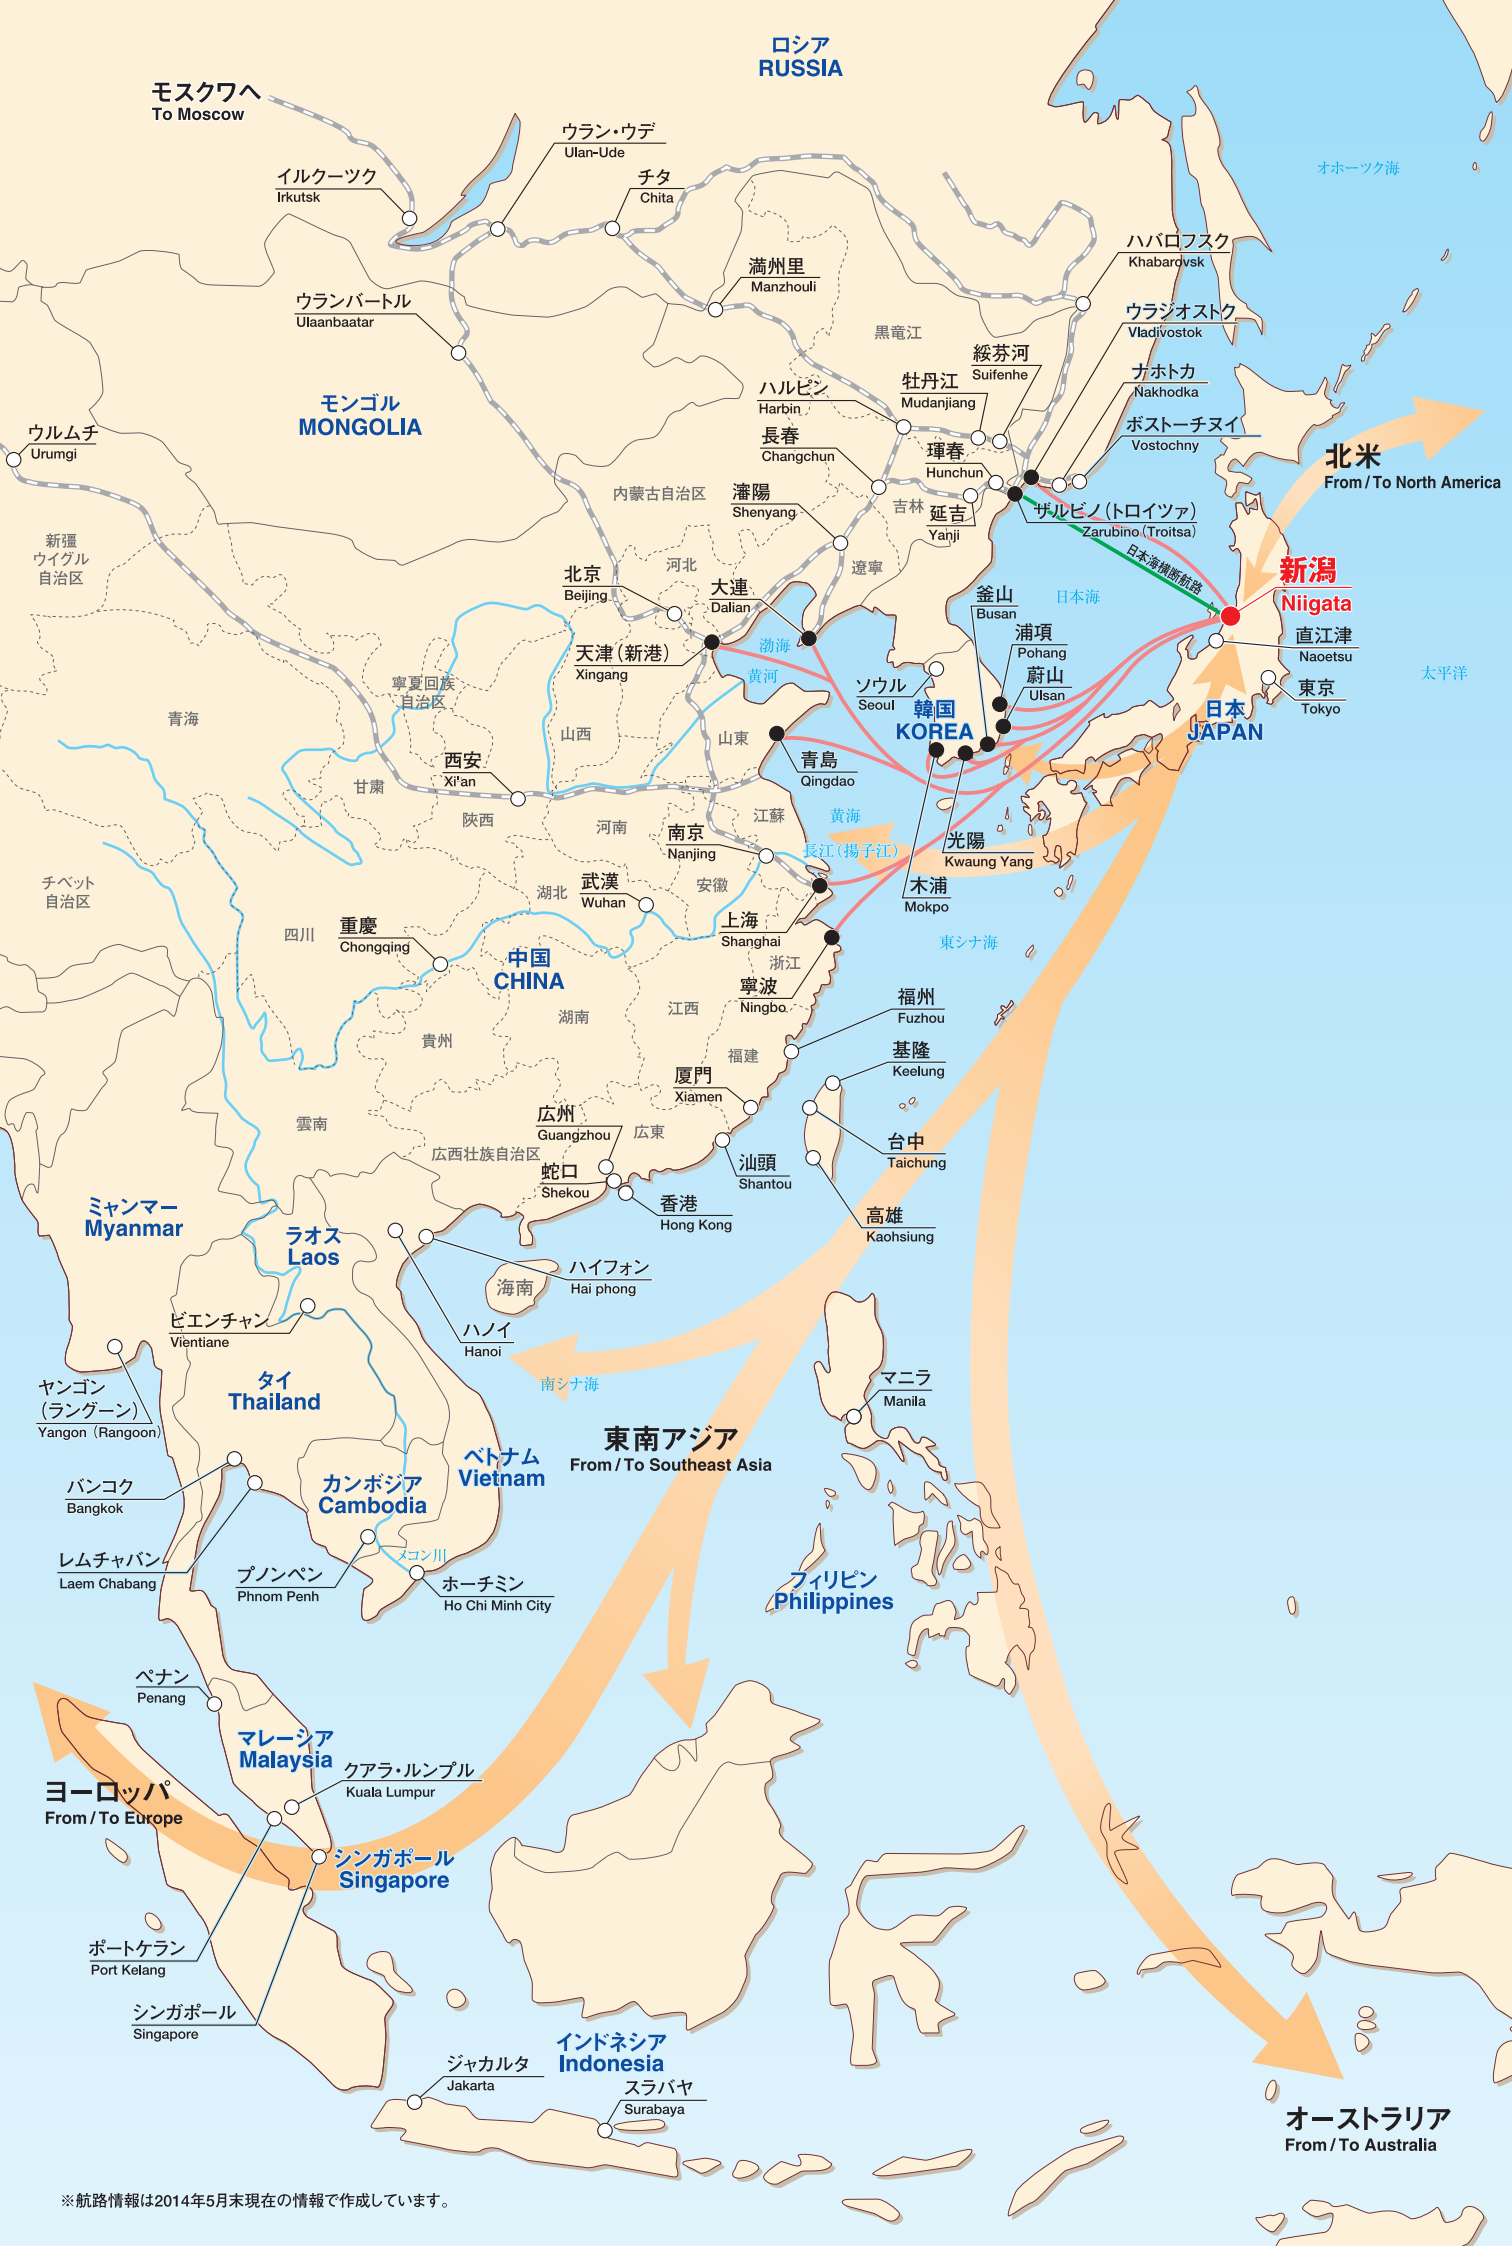 ロシア
RUSSIA
モスクワへ
To Moscow
ウラン・ウデ
Ulan-Ude
イルクーツク
Irkutsk
チタ
Chita
オホーツク海
ハバロフスク
Khabarovsk
満州里
Manzhouli
ウランバートル
Ulaanbaatar
ウラジオストク
Vladivostok
黒竜江
綏芬河
Suifenhe
牡丹江
Mudanjiang
ナホトカ
Nakhodka
ハルピン
Harbin
モンゴル
MONGOLIA
ウルムチ
Urumgi
長春
Changchun
琿春
Hunchun
ボストーチヌイ
Vostochny
北米
From / To North America
内蒙古自治区
瀋陽
Shenyang
吉林
延吉
Yanji
ザルビノ（トロイツァ）
Zarubino (Troitsa)
日本海横断航路
新疆
ウイグル
自治区
河北
遼寧
北京
Beijing
大連
Dalian
釜山
Busan
日本海
新潟
Niigata
浦項
Pohang
直江津
Naoetsu
天津（新港）
Xingang
渤海
黄河
蔚山
Ulsan
ソウル
Seoul
東京
Tokyo
太平洋
寧夏回族
自治区
青海
山西
山東
韓国
KOREA
日本
JAPAN
西安
Xi'an
青島
Qingdao
甘粛
陝西
河南
江蘇
黄海
南京
Nanjing
長江（揚子江）
光陽
Kwaung Yang
チベット
自治区
湖北
武漢
Wuhan
安徽
木浦
Mokpo
四川
重慶
Chongqing
上海
Shanghai
東シナ海
中国
CHINA
浙江
寧波
Ningbo
福州
Fuzhou
江西
湖南
貴州
福建
基隆
Keelung
厦門
Xiamen
雲南
広州
Guangzhou
広東
広西壮族自治区
台中
Taichung
蛇口
Shekou
汕頭
Shantou
香港
Hong Kong
高雄
Kaohsiung
ミャンマー
Myanmar
ラオス
Laos
ハイフォン
Hai phong
海南
ビエンチャン
Vientiane
ハノイ
Hanoi
南シナ海
タイ
Thailand
ヤンゴン
（ラングーン）
Yangon (Rangoon)
マニラ
Manila
東南アジア
From / To Southeast Asia
ベトナム
Vietnam
バンコク
Bangkok
カンボジア
Cambodia
レムチャバン
Laem Chabang
メコン川
プノンペン
Phnom Penh
ホーチミン
Ho Chi Minh City
フィリピン
Philippines
ペナン
Penang
マレーシア
Malaysia
クアラ・ルンプル
Kuala Lumpur
ヨーロッパ
From / To Europe
シンガポール
Singapore
ポートケラン
Port Kelang
シンガポール
Singapore
インドネシア
Indonesia
ジャカルタ
Jakarta
スラバヤ
Surabaya
オーストラリア
From / To Australia
※航路情報は2014年5月末現在の情報で作成しています。